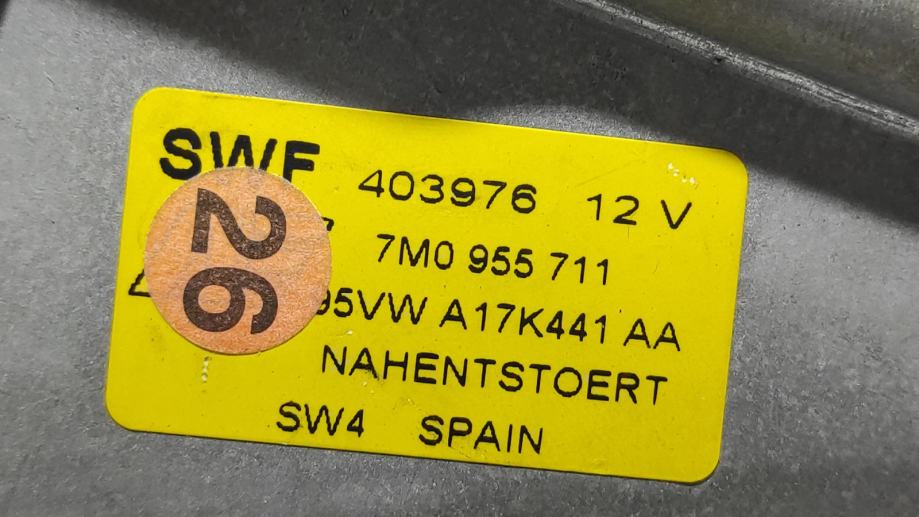 SWF 403976 12 V
7M0 955 711
95VW A17K441 AA
NAHENTSTOERT
SW4 SPAIN
26